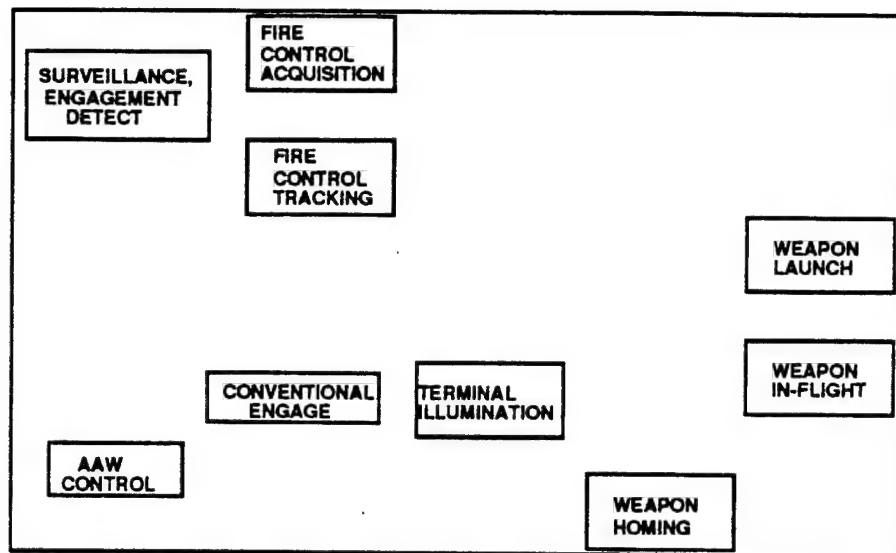 FIRE
CONTROL
ACQUISITION
SURVEILLANCE,
ENGAGEMENT
DETECT
FIRE
CONTROL
TRACKING
WEAPON
LAUNCH
WEAPON
IN-FLIGHT
CONVENTIONAL
ENGAGE
TERMINAL
ILLUMINATION
AAW
CONTROL
WEAPON
HOMING